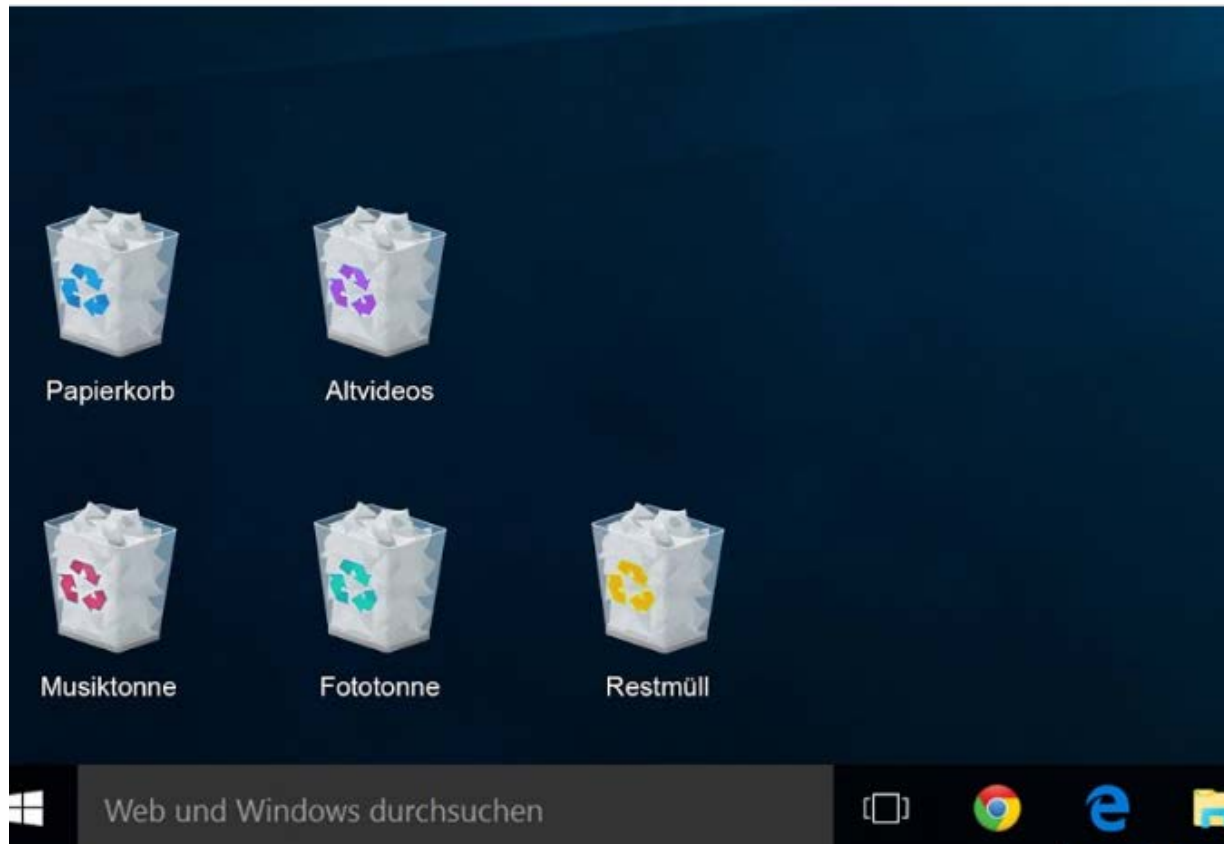 Papierkorb
Altvideos
Musiktonne
Fototonne
Restmüll
Web und Windows durchsuchen